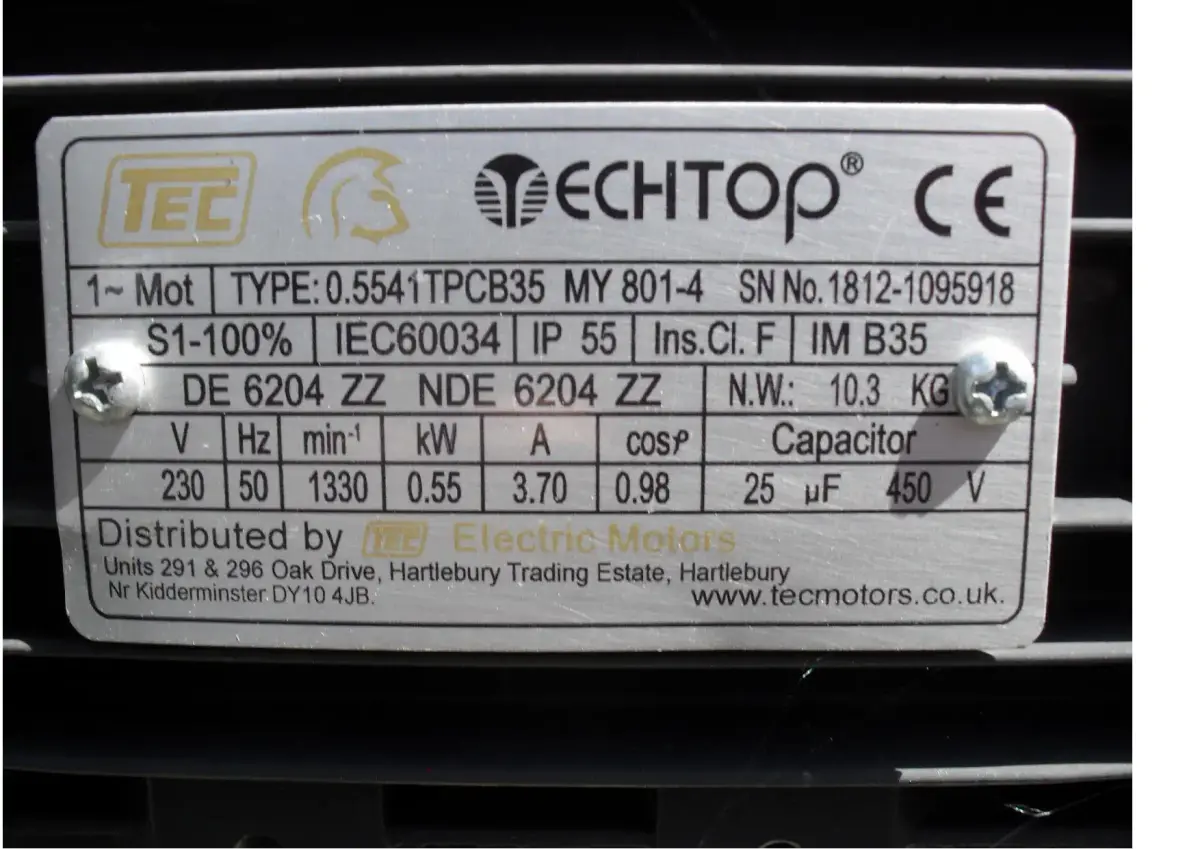 TEC TECHTOP® CE
1~ Mot TYPE: 0.5541TPCB35 MY 801-4 SN No. 1812-1095918
S1-100% IEC60034 IP 55 Ins.Cl. F IM B35
DE 6204 ZZ NDE 6204 ZZ N.W.: 10.3 KG
V Hz min-1 kW A cosφ Capacitor
230 50 1330 0.55 3.70 0.98 25 µF 450 V
Distributed by TEC Electric Motors
Units 291 & 296 Oak Drive, Hartlebury Trading Estate, Hartlebury
Nr Kidderminster. DY10 4JB.
www.tecmotors.co.uk.